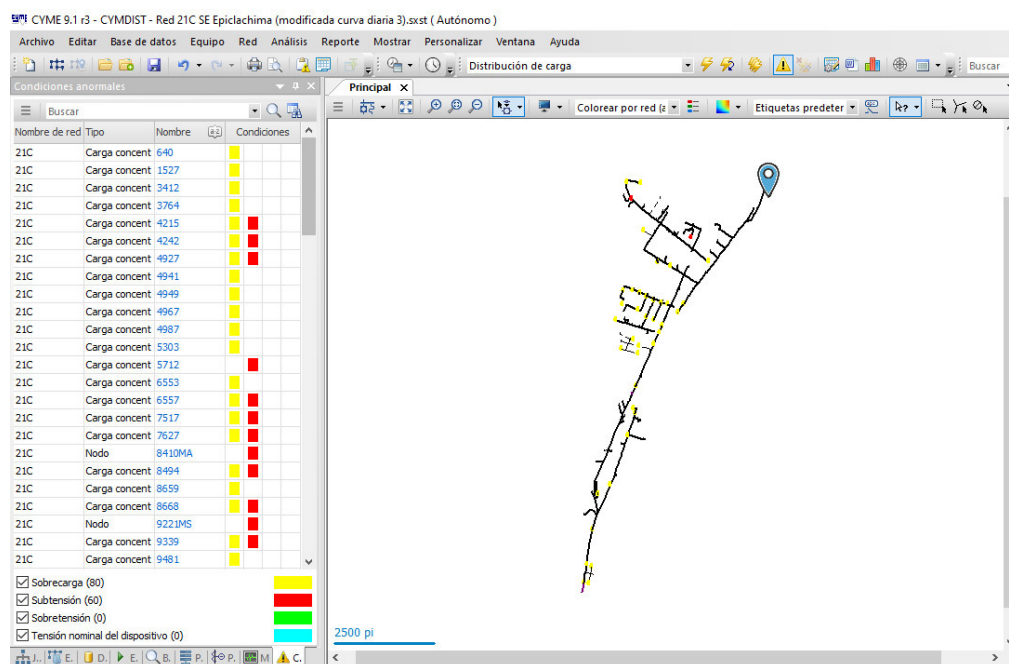 CYME 9.1 r3 - CYMDIST - Red 21C SE Epiclachima (modificada curva diaria 3).sxst ( Autónomo )
Archivo Editar Base de datos Equipo Red Análisis Reporte Mostrar Personalizar Ventana Ayuda
Distribución de carga Buscar
Condiciones anormales
Principal X
Buscar
Colorear por red (a Etiquetas predeter
Nombre de red Tipo Nombre Condiciones
21C Carga concent 640
21C Carga concent 1527
21C Carga concent 3412
21C Carga concent 3764
21C Carga concent 4215
21C Carga concent 4242
21C Carga concent 4927
21C Carga concent 4941
21C Carga concent 4949
21C Carga concent 4967
21C Carga concent 4987
21C Carga concent 5303
21C Carga concent 5712
21C Carga concent 6553
21C Carga concent 6557
21C Carga concent 7517
21C Carga concent 7627
21C Nodo 8410MA
21C Carga concent 8494
21C Carga concent 8659
21C Carga concent 8668
21C Nodo 9221MS
21C Carga concent 9339
21C Carga concent 9481
Sobrecarga (80)
Subtensión (60)
Sobretensión (0)
Tensión nominal del dispositivo (0)
2500 pi
J.. E. D. E. B. P. P. M C.